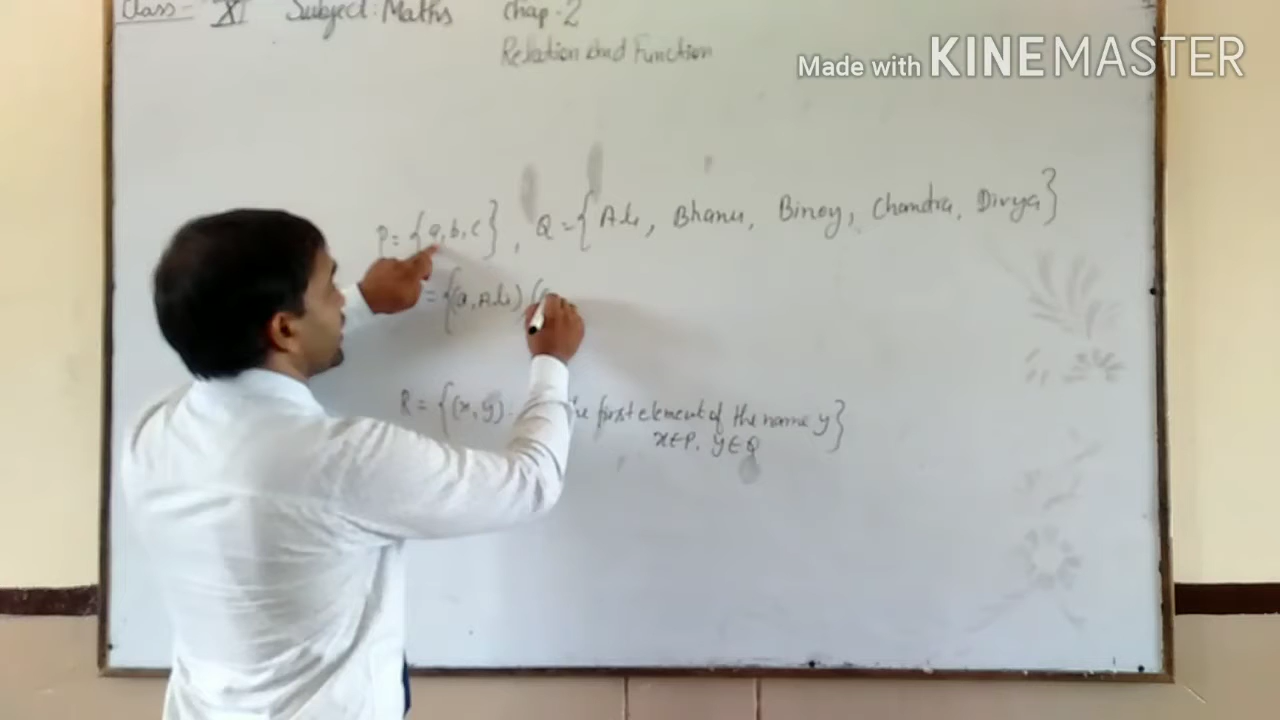 Class - XI Subject: Maths Chap-2
Relation and Function
Made with KINEMASTER
P = {a, b, c}, Q = {Ali, Bhanu, Binoy, Chandra, Divya}
= {(a, Ali) (
R = {(x, y) first element of the name y}
x∈P, y∈Q